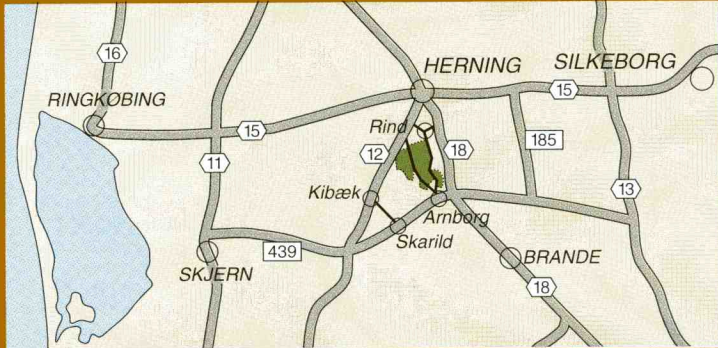 16
HERNING
SILKEBORG
RINGKØBING
15
15
Rind
185
12
18
11
13
Kibæk
Arnborg
Skarild
439
SKJERN
BRANDE
18